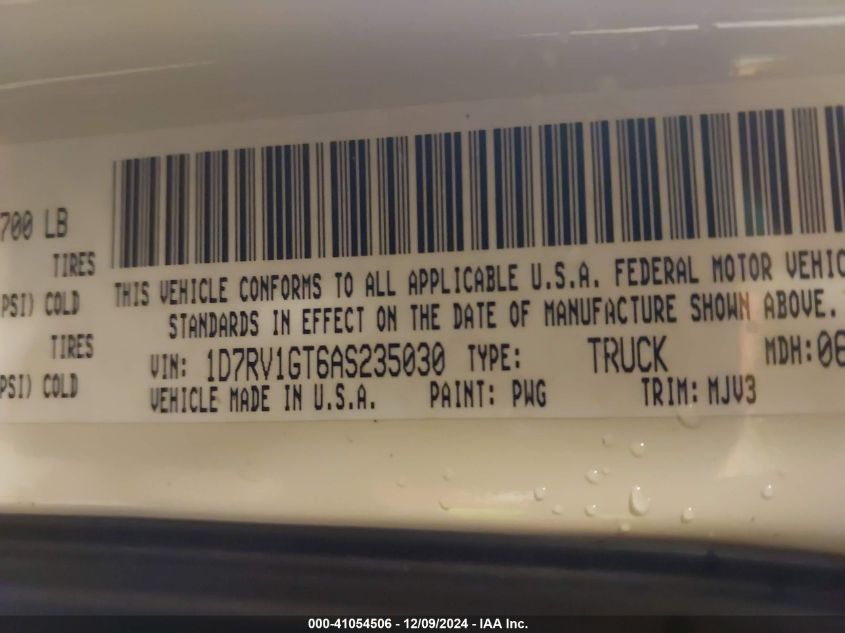 700 LB
TIRES
PSI) COLD
TIRES
PSI) COLD
THIS VEHICLE CONFORMS TO ALL APPLICABLE U.S.A. FEDERAL MOTOR VEHIC
STANDARDS IN EFFECT ON THE DATE OF MANUFACTURE SHOWN ABOVE.
VIN: 1D7RV1GT6AS235030 TYPE: TRUCK MDH:06
VEHICLE MADE IN U.S.A. PAINT: PWG TRIM: MJV3
000-41054506 - 12/09/2024 - IAA Inc.